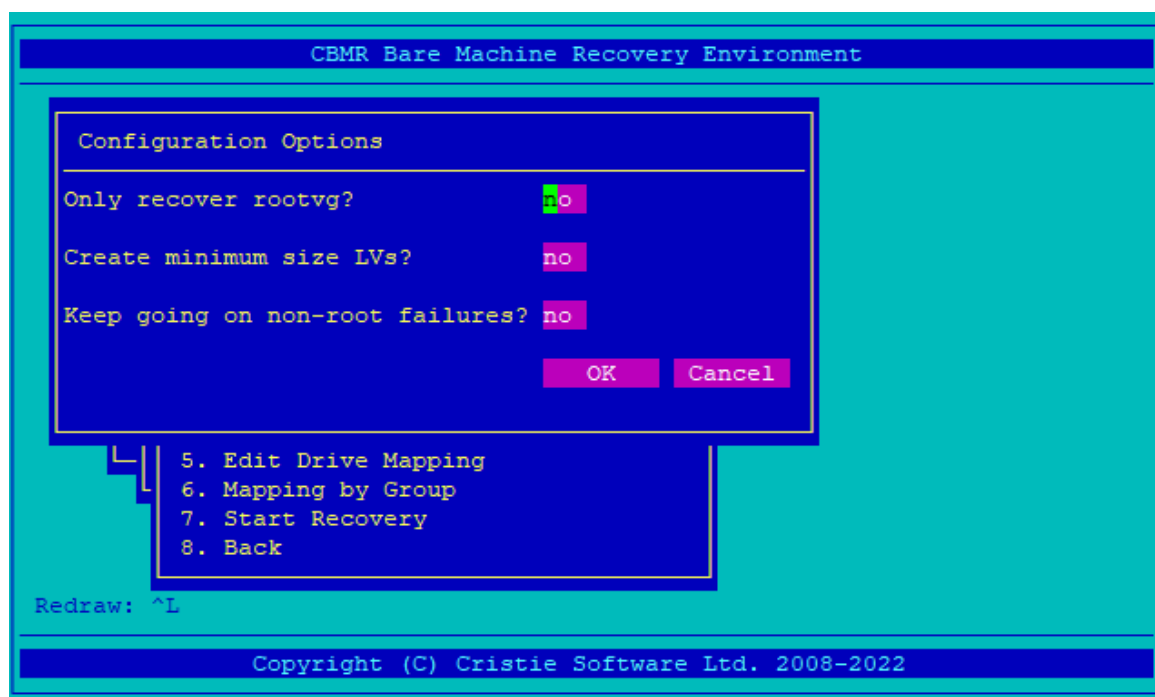 CBMR Bare Machine Recovery Environment
Configuration Options
Only recover rootvg? no
Create minimum size LVs? no
Keep going on non-root failures? no
OK Cancel
5. Edit Drive Mapping
6. Mapping by Group
7. Start Recovery
8. Back
Redraw: ^L
Copyright (C) Cristie Software Ltd. 2008-2022